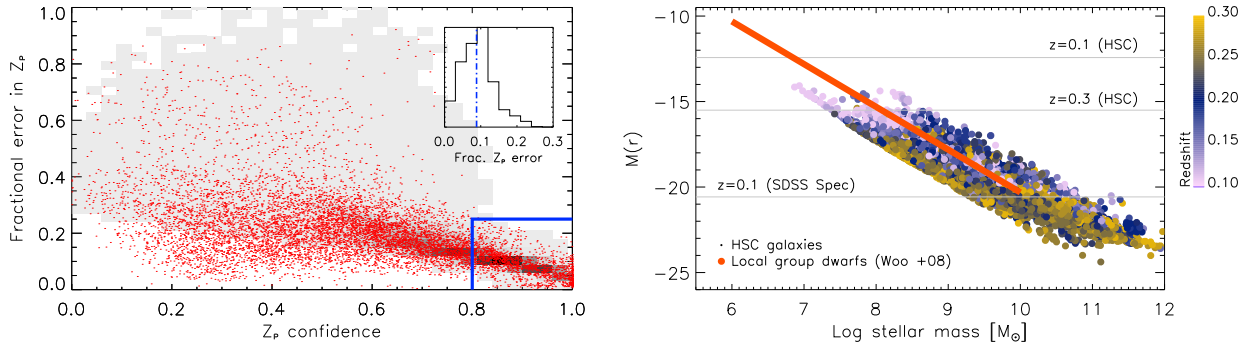 Fractional error in Zₚ
1.0
0.8
0.6
0.4
0.2
0.0
0.0 0.2 0.4 0.6 0.8 1.0
Zₚ confidence
0.0 0.1 0.2 0.3
Frac. Zₚ error
M(r)
−10
−15
−20
−25
z=0.1 (HSC)
z=0.3 (HSC)
z=0.1 (SDSS Spec)
HSC galaxies
Local group dwarfs (Woo +08)
6 7 8 9 10 11 12
Log stellar mass [M☉]
Redshift
0.30
0.25
0.20
0.15
0.10